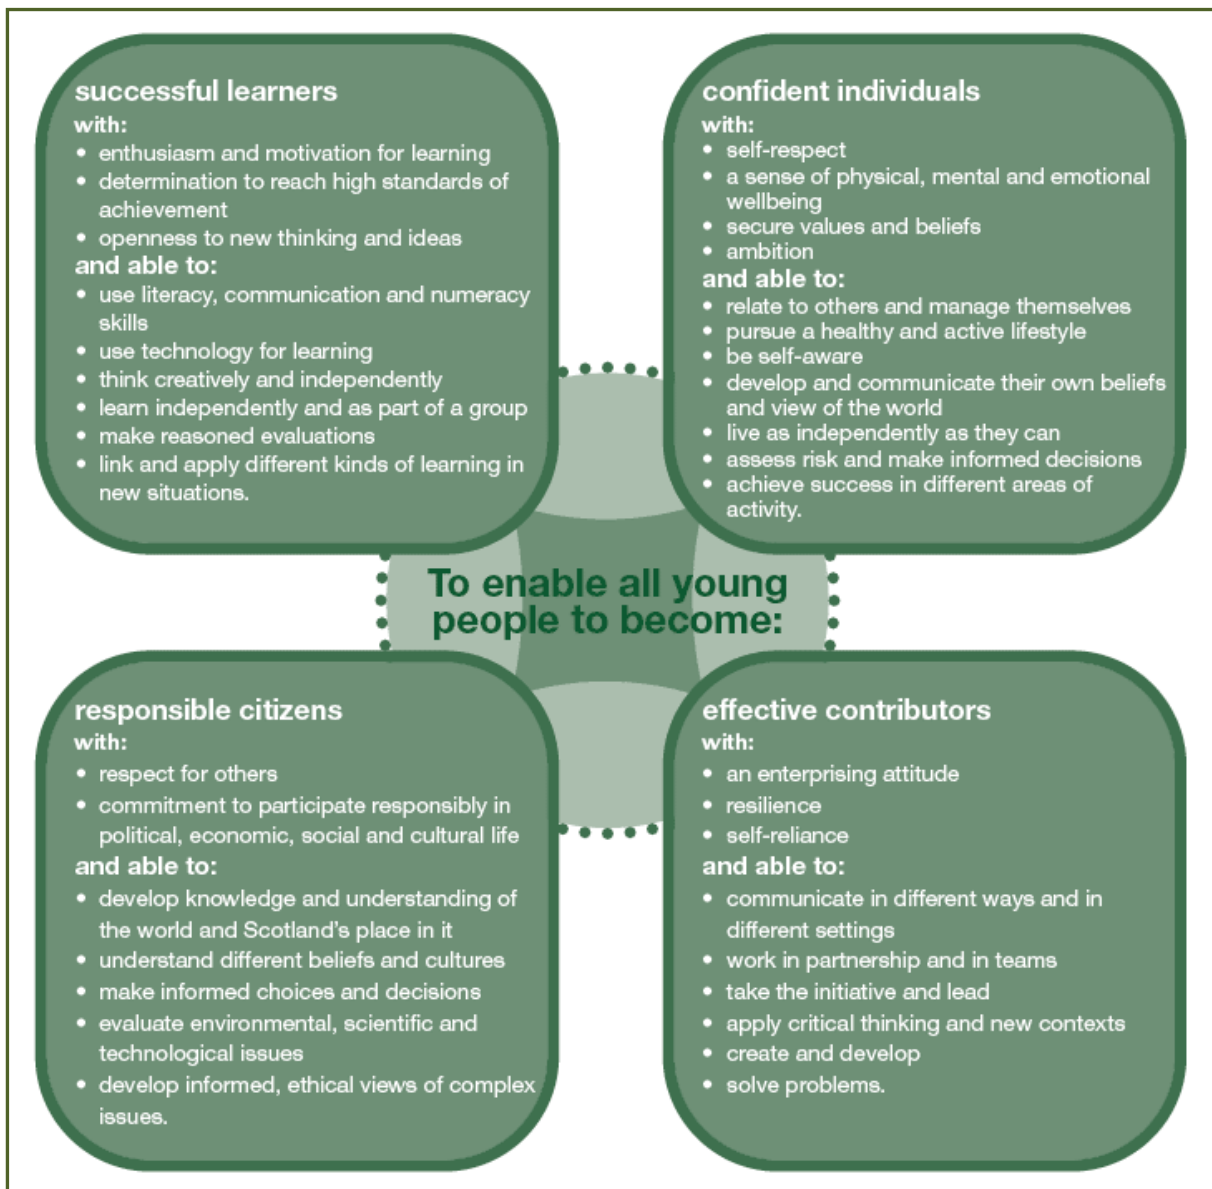 successful learners
with:
• enthusiasm and motivation for learning
• determination to reach high standards of
achievement
• openness to new thinking and ideas
and able to:
• use literacy, communication and numeracy
skills
• use technology for learning
• think creatively and independently
• learn independently and as part of a group
• make reasoned evaluations
• link and apply different kinds of learning in
new situations.
confident individuals
with:
• self-respect
• a sense of physical, mental and emotional
wellbeing
• secure values and beliefs
• ambition
and able to:
• relate to others and manage themselves
• pursue a healthy and active lifestyle
• be self-aware
• develop and communicate their own beliefs
and view of the world
• live as independently as they can
• assess risk and make informed decisions
• achieve success in different areas of
activity.
To enable all young
people to become:
responsible citizens
with:
• respect for others
• commitment to participate responsibly in
political, economic, social and cultural life
and able to:
• develop knowledge and understanding of
the world and Scotland's place in it
• understand different beliefs and cultures
• make informed choices and decisions
• evaluate environmental, scientific and
technological issues
• develop informed, ethical views of complex
issues.
effective contributors
with:
• an enterprising attitude
• resilience
• self-reliance
and able to:
• communicate in different ways and in
different settings
• work in partnership and in teams
• take the initiative and lead
• apply critical thinking and new contexts
• create and develop
• solve problems.